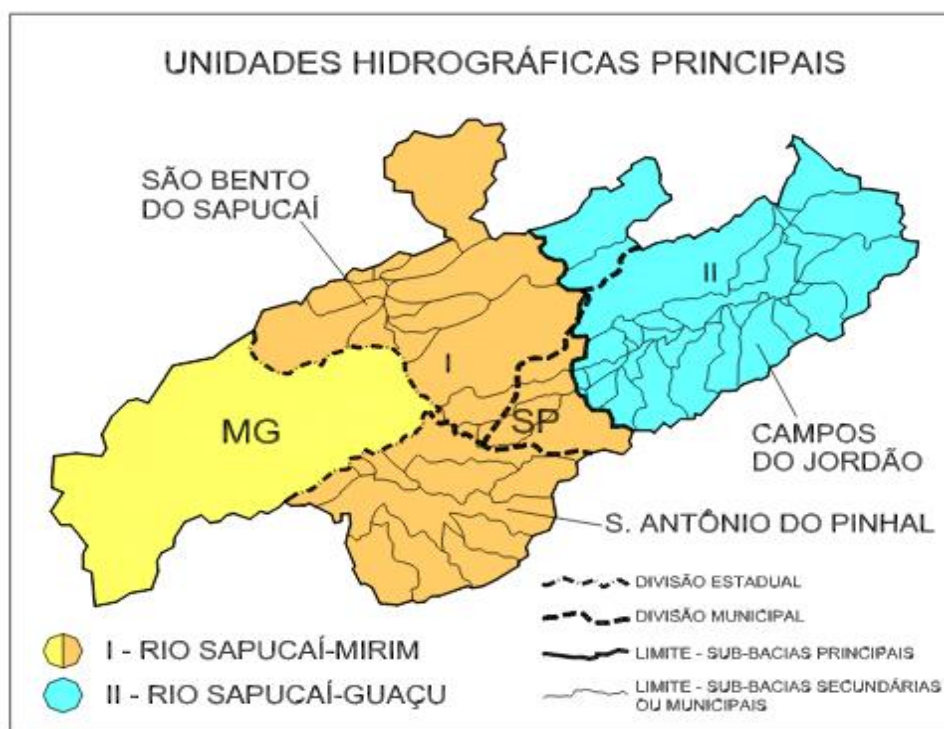 UNIDADES HIDROGRÁFICAS PRINCIPAIS
SÃO BENTO
DO SAPUCAÍ
II
I
MG
SP
CAMPOS
DO JORDÃO
S. ANTÔNIO DO PINHAL
DIVISÃO ESTADUAL
DIVISÃO MUNICIPAL
LIMITE - SUB-BACIAS PRINCIPAIS
LIMITE - SUB-BACIAS SECUNDÁRIAS
OU MUNICIPAIS
I - RIO SAPUCAÍ-MIRIM
II - RIO SAPUCAÍ-GUAÇU